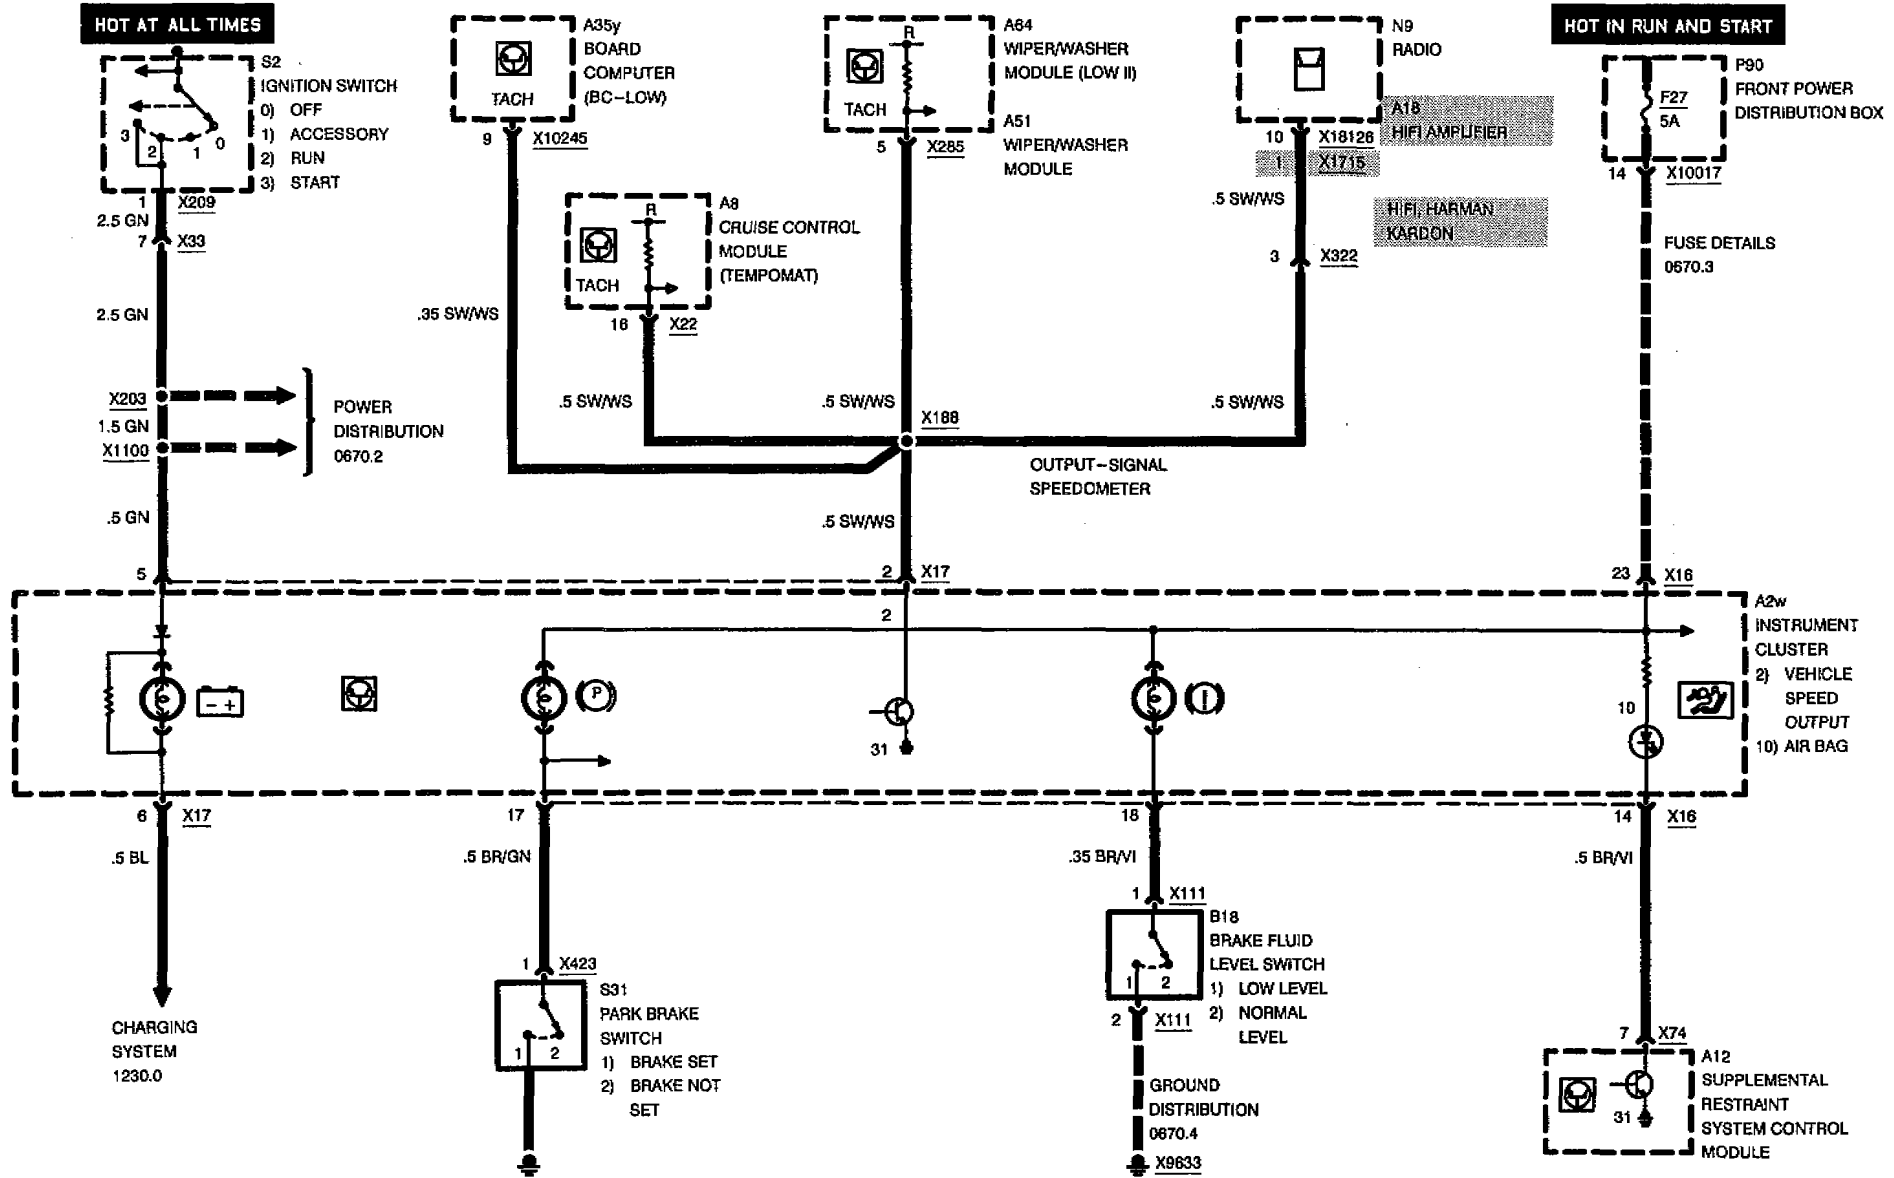 HOT AT ALL TIMES
S2
IGNITION SWITCH
0) OFF
1) ACCESSORY
2) RUN
3) START
3
2
1
0
1
X209
2.5 GN
7
X33
2.5 GN
X203
1.5 GN
X1100
POWER
DISTRIBUTION
0670.2
.5 GN
5
A35y
BOARD
COMPUTER
(BC-LOW)
TACH
9
X10245
.35 SW/WS
A8
CRUISE CONTROL
MODULE
(TEMPOMAT)
R
TACH
16
X22
.5 SW/WS
A64
WIPER/WASHER
MODULE (LOW II)
A51
WIPER/WASHER
MODULE
R
TACH
5
X285
.5 SW/WS
X188
OUTPUT-SIGNAL
SPEEDOMETER
.5 SW/WS
2
X17
N9
RADIO
A18
HIFI AMPLIFIER
10
X18126
1
X1715
.5 SW/WS
HIFI, HARMAN
KARDON
3
X322
.5 SW/WS
HOT IN RUN AND START
P90
FRONT POWER
DISTRIBUTION BOX
F27
5A
14
X10017
FUSE DETAILS
0670.3
23
X16
A2w
INSTRUMENT
CLUSTER
2) VEHICLE
SPEED
OUTPUT
10) AIR BAG
- +
P
2
31
10
6
X17
.5 BL
CHARGING
SYSTEM
1230.0
17
.5 BR/GN
1
X423
S31
PARK BRAKE
SWITCH
1) BRAKE SET
2) BRAKE NOT
SET
1
2
18
.35 BR/VI
1
X111
B18
BRAKE FLUID
LEVEL SWITCH
1) LOW LEVEL
2) NORMAL
LEVEL
1
2
2
X111
GROUND
DISTRIBUTION
0670.4
X9633
14
X16
.5 BR/VI
7
X74
A12
SUPPLEMENTAL
RESTRAINT
SYSTEM CONTROL
MODULE
31